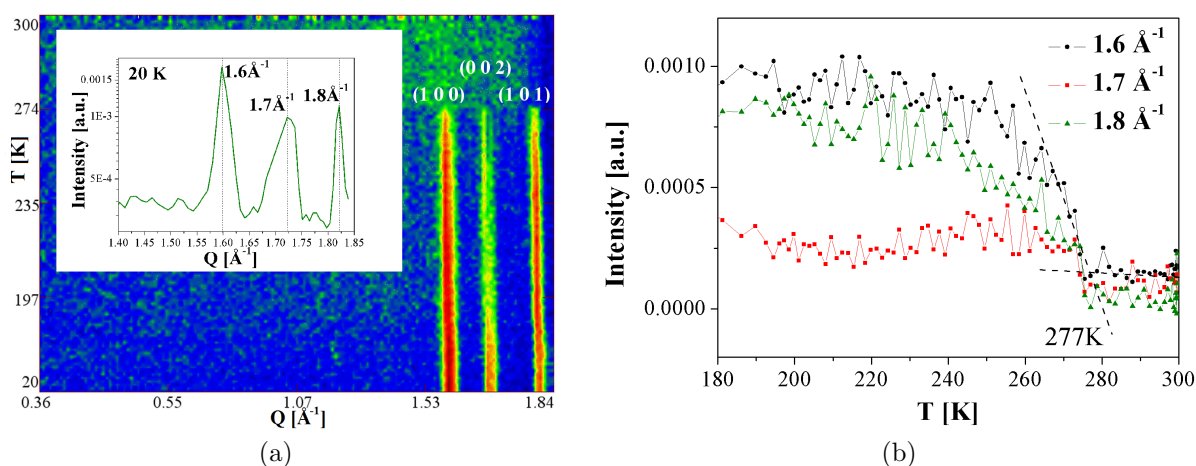 300
274
235
197
20
T [K]
0.36
0.55
1.07
1.53
1.84
Q [Å-1]
(1 0 0)
(0 0 2)
(1 0 1)
20 K
1.6Å-1
1.7Å-1
1.8Å-1
0.0015
1E-3
5E-4
Intensity [a.u.]
1.40 1.45 1.50 1.55 1.60 1.65 1.70 1.75 1.80 1.85
Q [Å-1]
(a)
0.0010
0.0005
0.0000
Intensity [a.u.]
1.6 Å-1
1.7 Å-1
1.8 Å-1
277K
180 200 220 240 260 280 300
T [K]
(b)